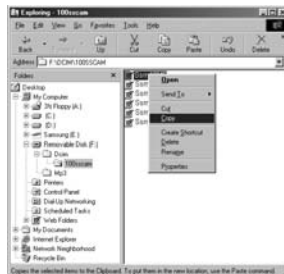 Exploring - 100sscam
File Edit View Go Favorites Tools Help
Back Up Cut Copy Paste Undo Delete
Address F:\DCIM\100SSCAM
Folders
Desktop
My Computer
3½ Floppy (A:)
(C:)
(D:)
Samsung (E:)
Removable Disk (F:)
Dcim
100sscam
Mp3
Printers
Control Panel
Dial-Up Networking
Scheduled Tasks
Web Folders
My Documents
Internet Explorer
Network Neighborhood
Recycle Bin
Sam
Sam
Sam
Sam
Open
Send To
Cut
Copy
Create Shortcut
Delete
Rename
Properties
Copies the selected items to the Clipboard. To put them in the new location, use the Paste command.